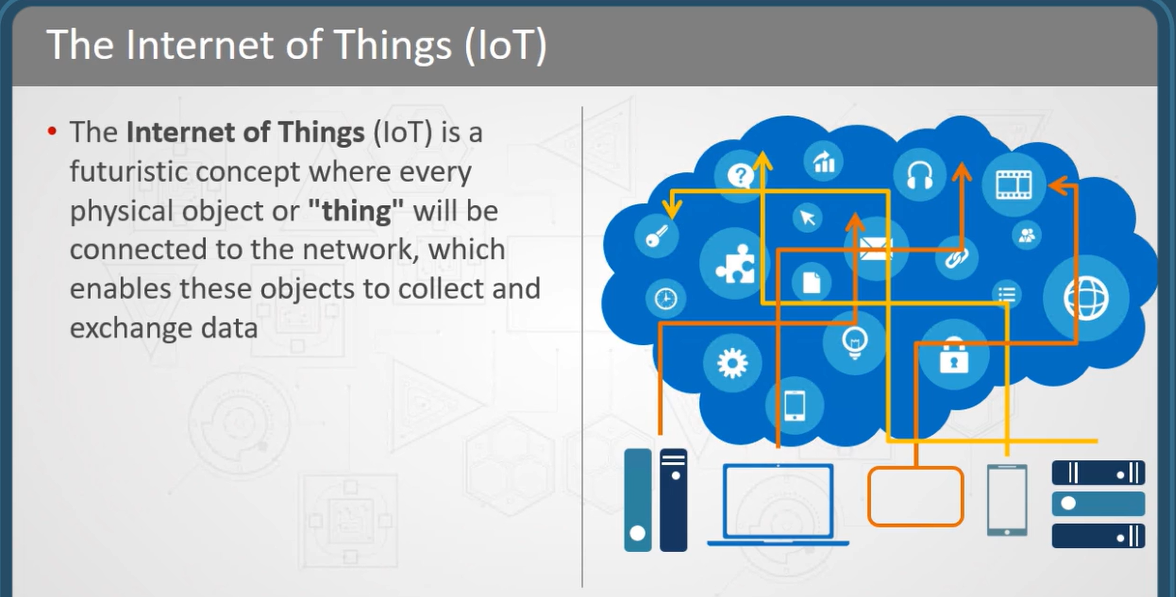 The Internet of Things (IoT)
• The Internet of Things (IoT) is a
futuristic concept where every
physical object or "thing" will be
connected to the network, which
enables these objects to collect and
exchange data